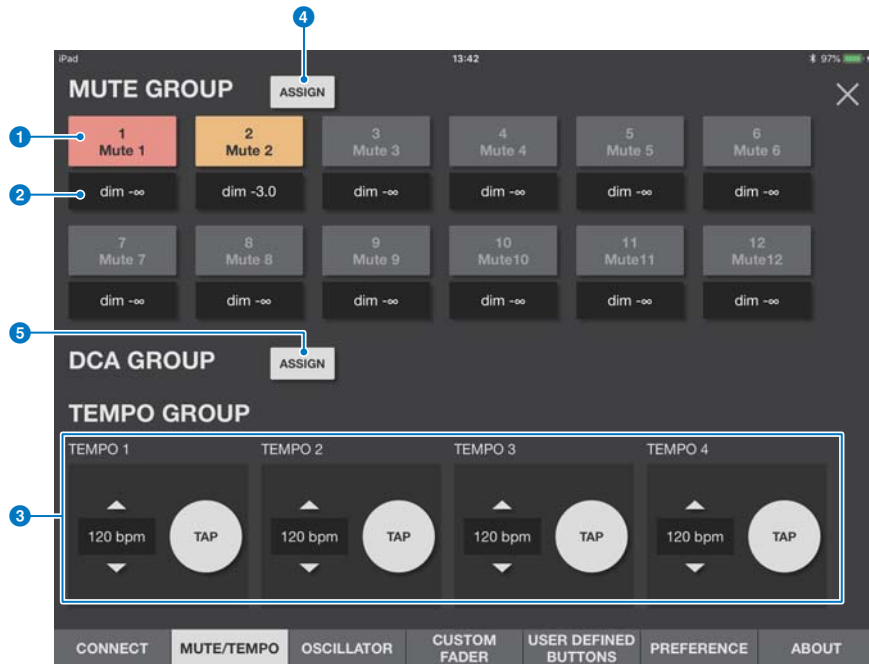 4
iPad 13:42 97%
MUTE GROUP ASSIGN
1
1 2 3 4 5 6
Mute 1 Mute 2 Mute 3 Mute 4 Mute 5 Mute 6
2
dim -∞ dim -3.0 dim -∞ dim -∞ dim -∞ dim -∞
7 8 9 10 11 12
Mute 7 Mute 8 Mute 9 Mute10 Mute11 Mute12
dim -∞ dim -∞ dim -∞ dim -∞ dim -∞ dim -∞
5
DCA GROUP ASSIGN
TEMPO GROUP
TEMPO 1 TEMPO 2 TEMPO 3 TEMPO 4
3
120 bpm TAP 120 bpm TAP 120 bpm TAP 120 bpm TAP
CONNECT MUTE/TEMPO OSCILLATOR CUSTOM FADER USER DEFINED BUTTONS PREFERENCE ABOUT